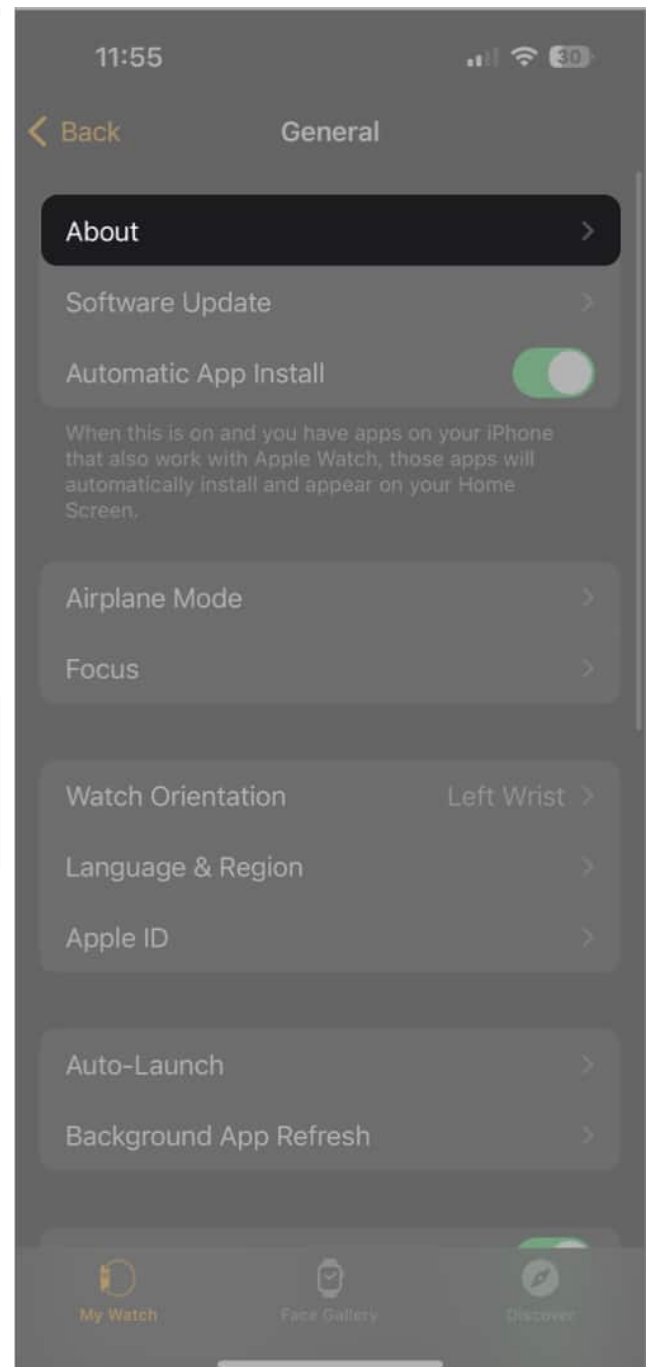 11:55
30
Back
General
About
Software Update
Automatic App Install
When this is on and you have apps on your iPhone
that also work with Apple Watch, those apps will
automatically install and appear on your Home
Screen.
Airplane Mode
Focus
Watch Orientation Left Wrist
Language & Region
Apple ID
Auto-Launch
Background App Refresh
My Watch
Face Gallery
Discover